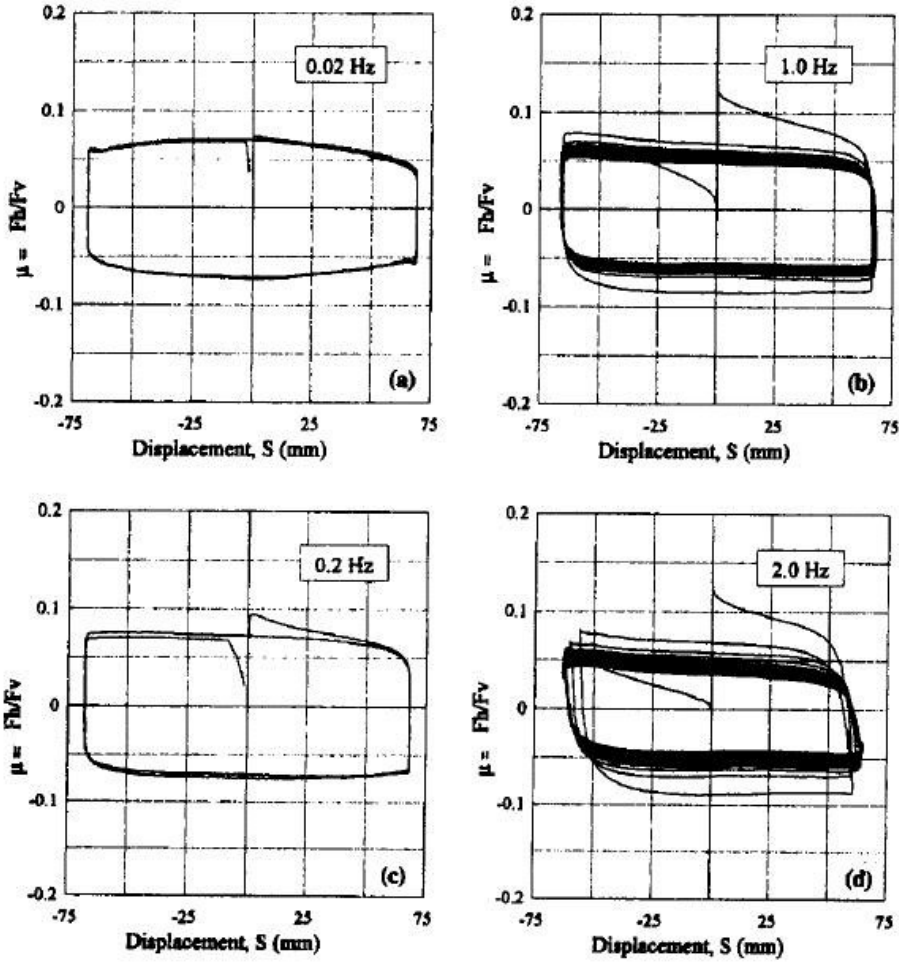 0.2
0.02 Hz
0.1
0
-0.1
-0.2
μ = Fh/Fv
(a)
-75 -25 25 75
Displacement, S (mm)
0.2
1.0 Hz
0.1
0
-0.1
-0.2
μ = Fh/Fv
(b)
-75 -25 25 75
Displacement, S (mm)
0.2
0.2 Hz
0.1
0
-0.1
-0.2
μ = Fh/Fv
(c)
-75 -25 25 75
Displacement, S (mm)
0.2
2.0 Hz
0.1
0
-0.1
-0.2
μ = Fh/Fv
(d)
-75 -25 25 75
Displacement, S (mm)